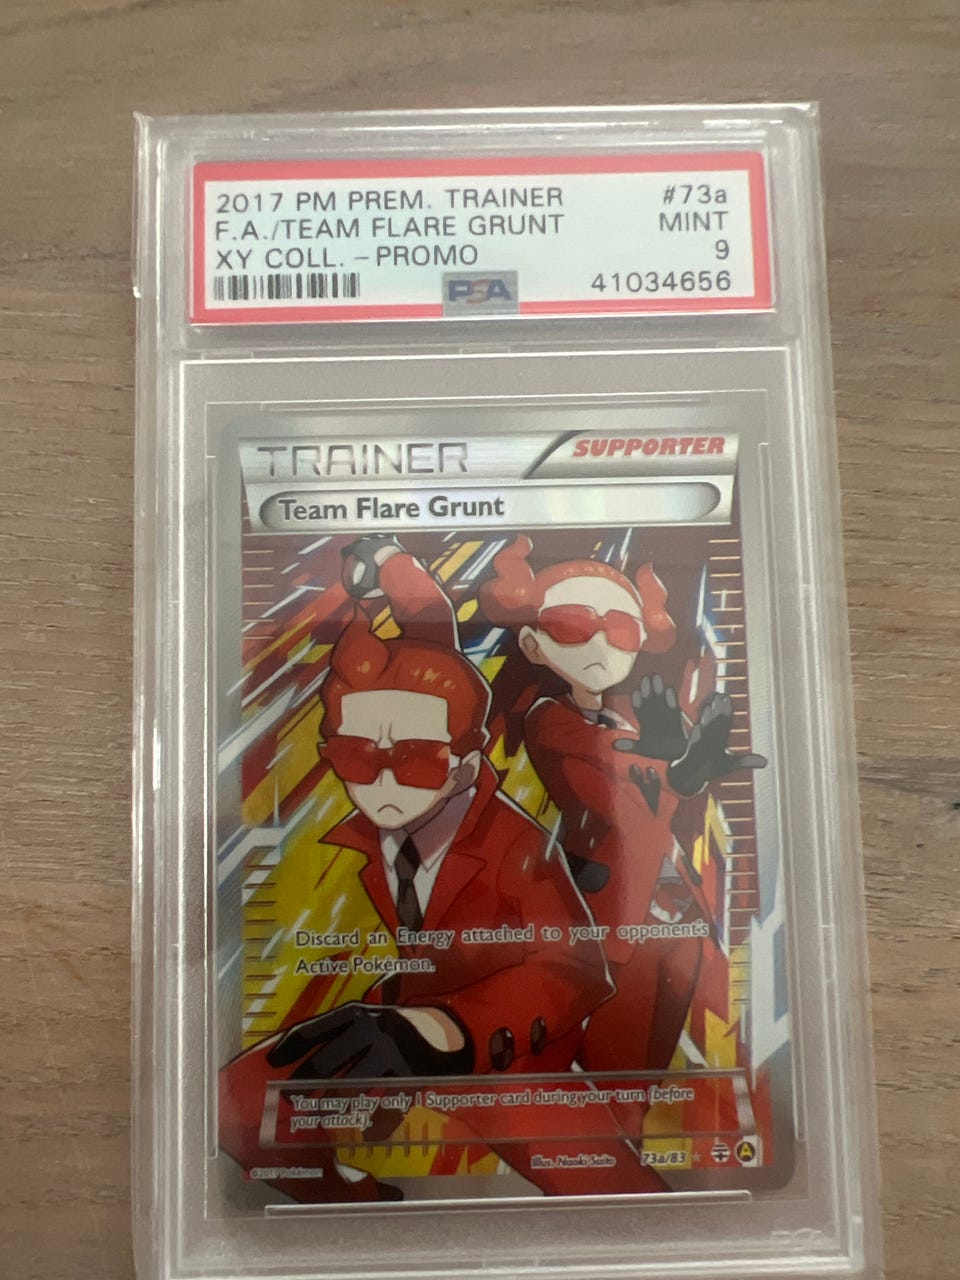 2017 PM PREM. TRAINER #73a
F.A./TEAM FLARE GRUNT MINT
XY COLL. - PROMO 9
PSA 41034656
TRAINER SUPPORTER
Team Flare Grunt
Discard an Energy attached to your opponent's
Active Pokémon.
You may play only 1 Supporter card during your turn (before
your attack).
©2017 Pokémon Illus. Naoki Saito 73a/83 A